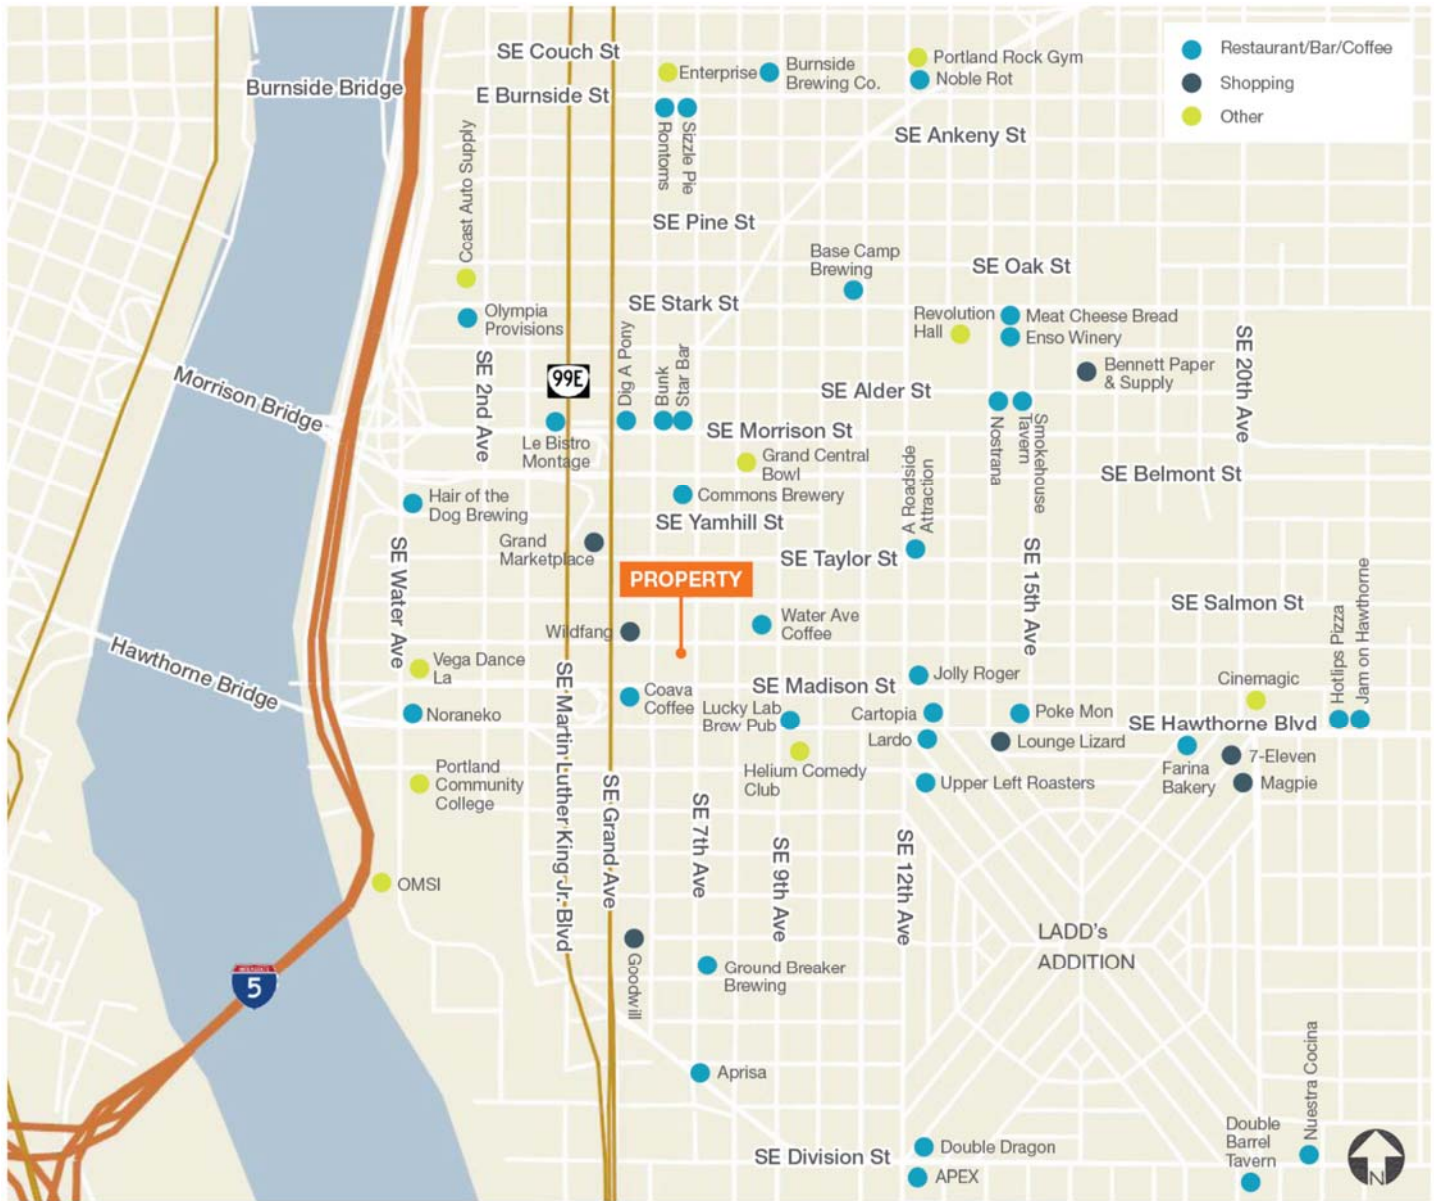 SE Couch St
Portland Rock Gym
Restaurant/Bar/Coffee
Burnside
Brewing Co.
Enterprise
Noble Rot
Shopping
Burnside Bridge
E Burnside St
Other
Rontoms
Sizzle Pie
SE Ankeny St
Coast Auto Supply
SE Pine St
Base Camp
Brewing
SE Oak St
SE Stark St
Olympia
Provisions
Revolution
Hall
Meat Cheese Bread
Enso Winery
SE 20th Ave
SE 2nd Ave
Dig A Pony
Bunk
Star Bar
Bennett Paper
& Supply
99E
Morrison Bridge
SE Alder St
Le Bistro
Montage
SE Morrison St
Nostrana
Smokehouse
Tavern
Grand Central
Bowl
A Roadside
Attraction
SE Belmont St
Hair of the
Dog Brewing
Commons Brewery
SE Yamhill St
Grand
Marketplace
SE Water Ave
SE Taylor St
SE 15th Ave
PROPERTY
SE Salmon St
Hotlips Pizza
Jam on Hawthorne
Wildfang
Water Ave
Coffee
Hawthorne Bridge
Vega Dance
La
SE Martin Luther King Jr. Blvd
Jolly Roger
SE Madison St
Cinemagic
Coava
Coffee
Lucky Lab
Brew Pub
Noraneko
Cartopia
Poke Mon
SE Hawthorne Blvd
Lardo
Lounge Lizard
Farina
Bakery
7-Eleven
Magpie
Portland
Community
College
Helium Comedy
Club
Upper Left Roasters
SE Grand Ave
SE 7th Ave
SE 9th Ave
SE 12th Ave
OMSI
LADD's
ADDITION
Goodwill
Ground Breaker
Brewing
INTERSTATE
5
Aprisa
Nuestra Cocina
Double
Barrel
Tavern
SE Division St
Double Dragon
APEX
N